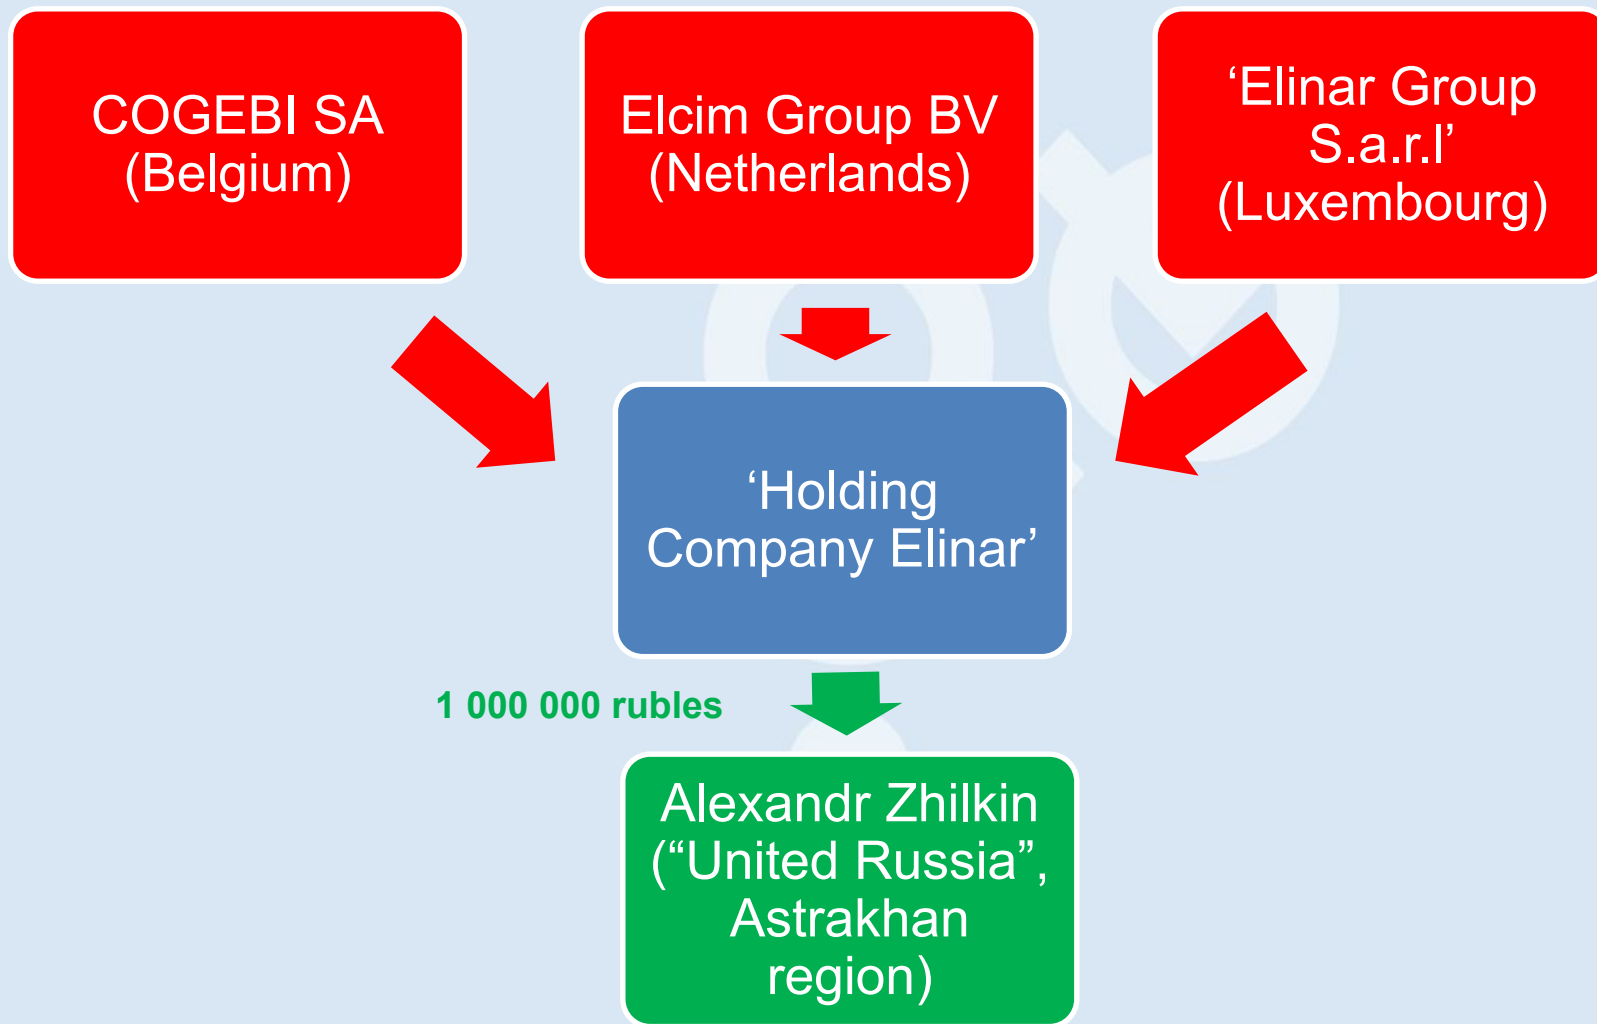 COGEBI SA
(Belgium)
Elcim Group BV
(Netherlands)
‘Elinar Group
S.a.r.l’
(Luxembourg)
‘Holding
Company Elinar’
1 000 000 rubles
Alexandr Zhilkin
(“United Russia”,
Astrakhan
region)